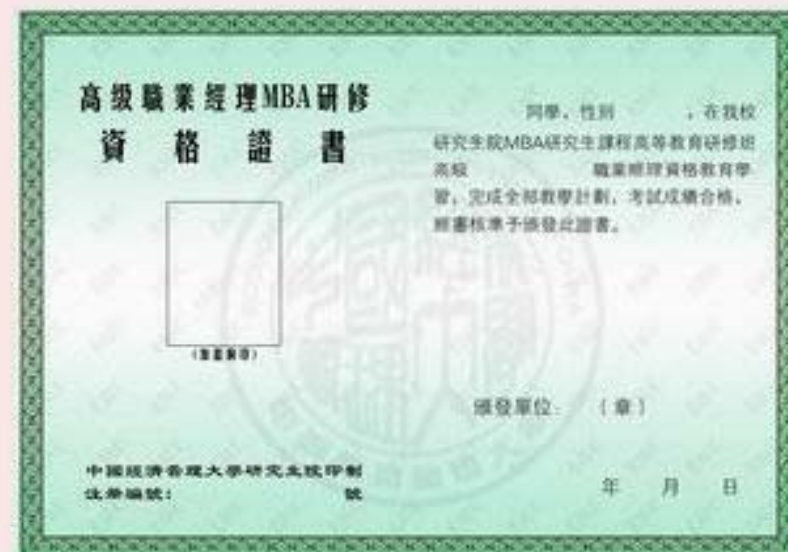 高级職業經理MBA研修
資格證書
(無蓋鋼印)
中國經濟管理大學研究生院印制
注册編號: 號
同學,性别 ,在我校
研究生院MBA研究生課程高等教育研修班
高級 職業經理資格教育學
習,完成全部教學計劃,考試成績合格,
經審核準予頒發此證書。
頒發單位: (章)
年 月 日